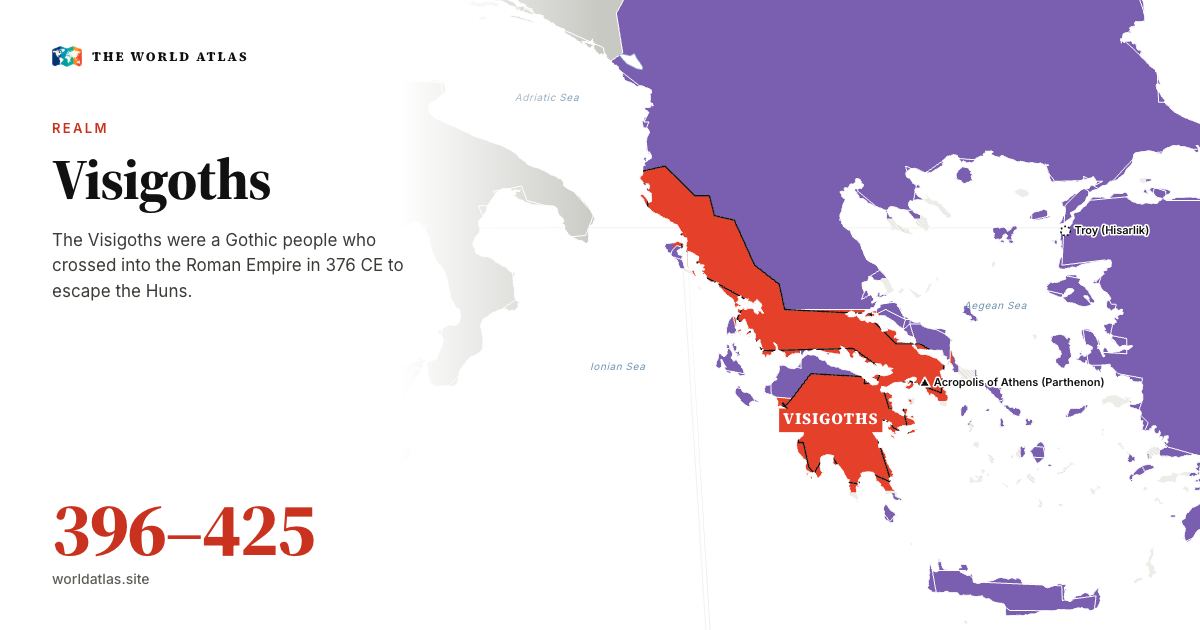 THE WORLD ATLAS
REALM
Visigoths
The Visigoths were a Gothic people who
crossed into the Roman Empire in 376 CE to
escape the Huns.
396–425
worldatlas.site
Adriatic Sea
Troy (Hisarlik)
Aegean Sea
Ionian Sea
Acropolis of Athens (Parthenon)
VISIGOTHS